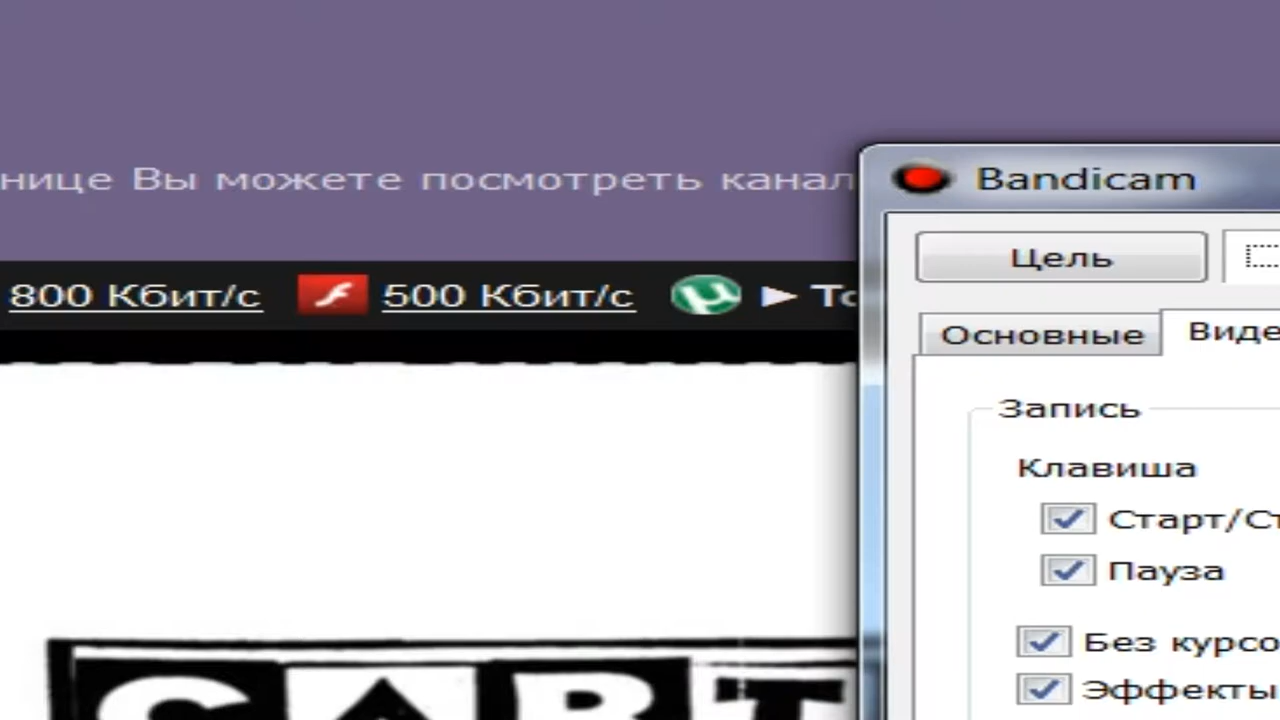 нице Вы можете посмотреть канал
800 Кбит/с 500 Кбит/с
Bandicam
Цель
Основные Виде
Запись
Клавиша
Старт/Ст
Пауза
Без курсо
Эффекты
CART